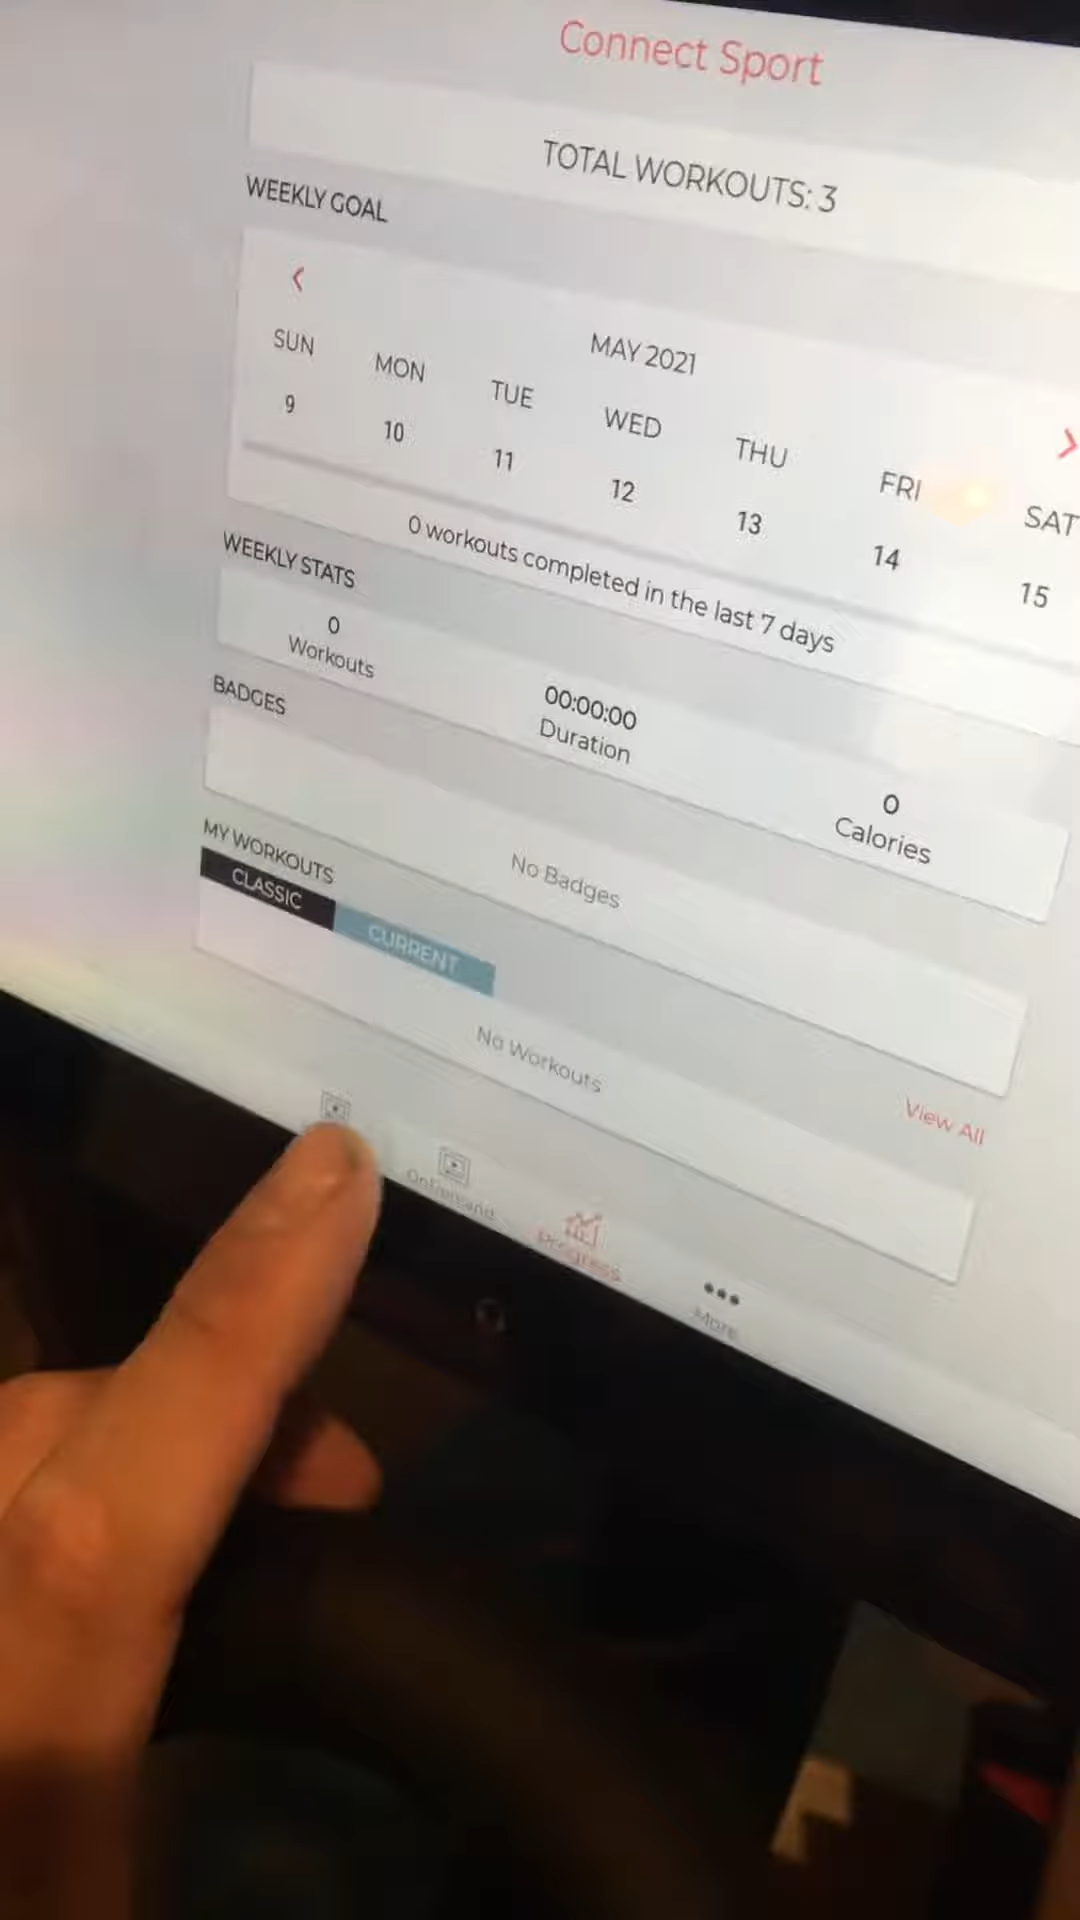 Connect Sport
TOTAL WORKOUTS: 3
WEEKLY GOAL
<
MAY 2021
>
SUN MON TUE WED THU FRI SAT
9 10 11 12 13 14 15
0 workouts completed in the last 7 days
WEEKLY STATS
0
Workouts
00:00:00
Duration
0
Calories
BADGES
No Badges
MY WORKOUTS
CLASSIC CURRENT
View All
No Workouts
OnDemand
Progress
More